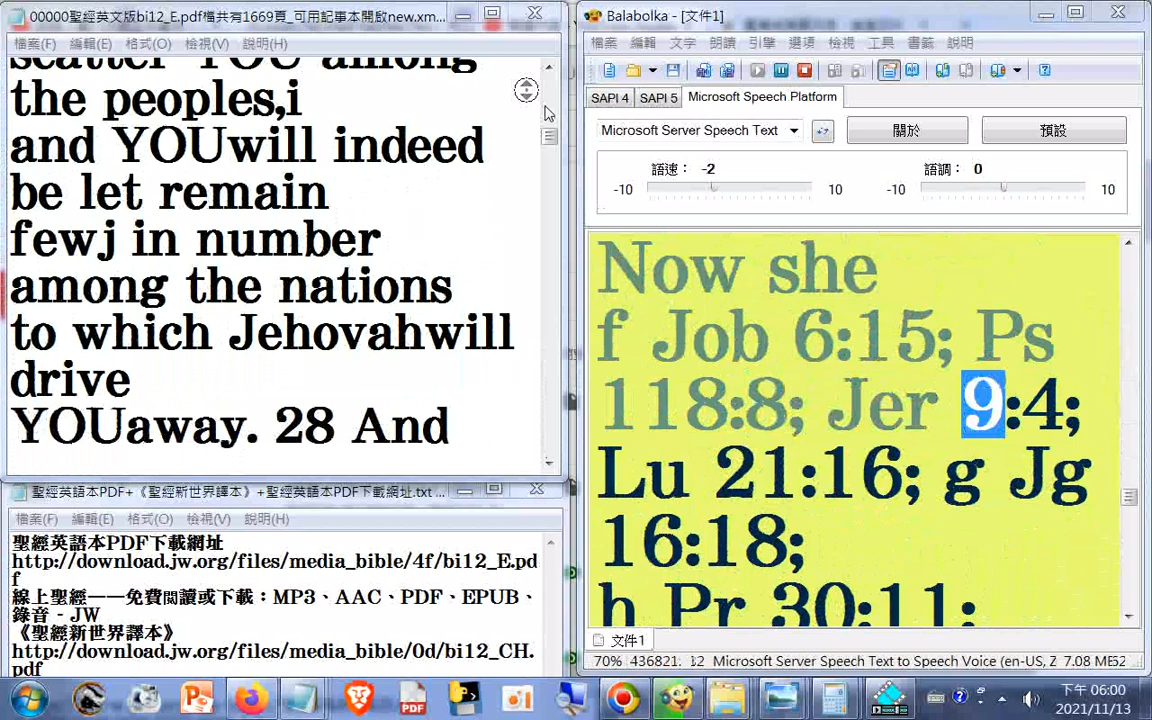 00000聖經英文版bi12_E.pdf檔共有1669頁_可用記事本開啟new.xm...
檔案(F) 編輯(E) 格式(O) 檢視(V) 說明(H)
scatter YOU among
the peoples,i
and YOUwill indeed
be let remain
fewj in number
among the nations
to which Jehovahwill
drive
YOUaway. 28 And
聖經英語本PDF+《聖經新世界譯本》+聖經英語本PDF下載網址.txt ...
檔案(F) 編輯(E) 格式(O) 檢視(V) 說明(H)
聖經英語本PDF下載網址
http://download.jw.org/files/media_bible/4f/bi12_E.pd
f
線上聖經——免費閱讀或下載：MP3、AAC、PDF、EPUB、
錄音 - JW
《聖經新世界譯本》
http://download.jw.org/files/media_bible/0d/bi12_CH.
pdf
Balabolka - [文件1]
檔案 編輯 文字 朗讀 引擎 選項 檢視 工具 書籤 說明
SAPI 4 SAPI 5 Microsoft Speech Platform
Microsoft Server Speech Text 關於 預設
語速： -2 語調： 0
-10 10 -10 10
Now she
f Job 6:15; Ps
118:8; Jer 9:4;
Lu 21:16; g Jg
16:18;
h Pr 30:11;
文件1
70% 436821. Microsoft Server Speech Text to Speech Voice (en-US, Z 7.08 ME52
PDF
下午 06:00
2021/11/13